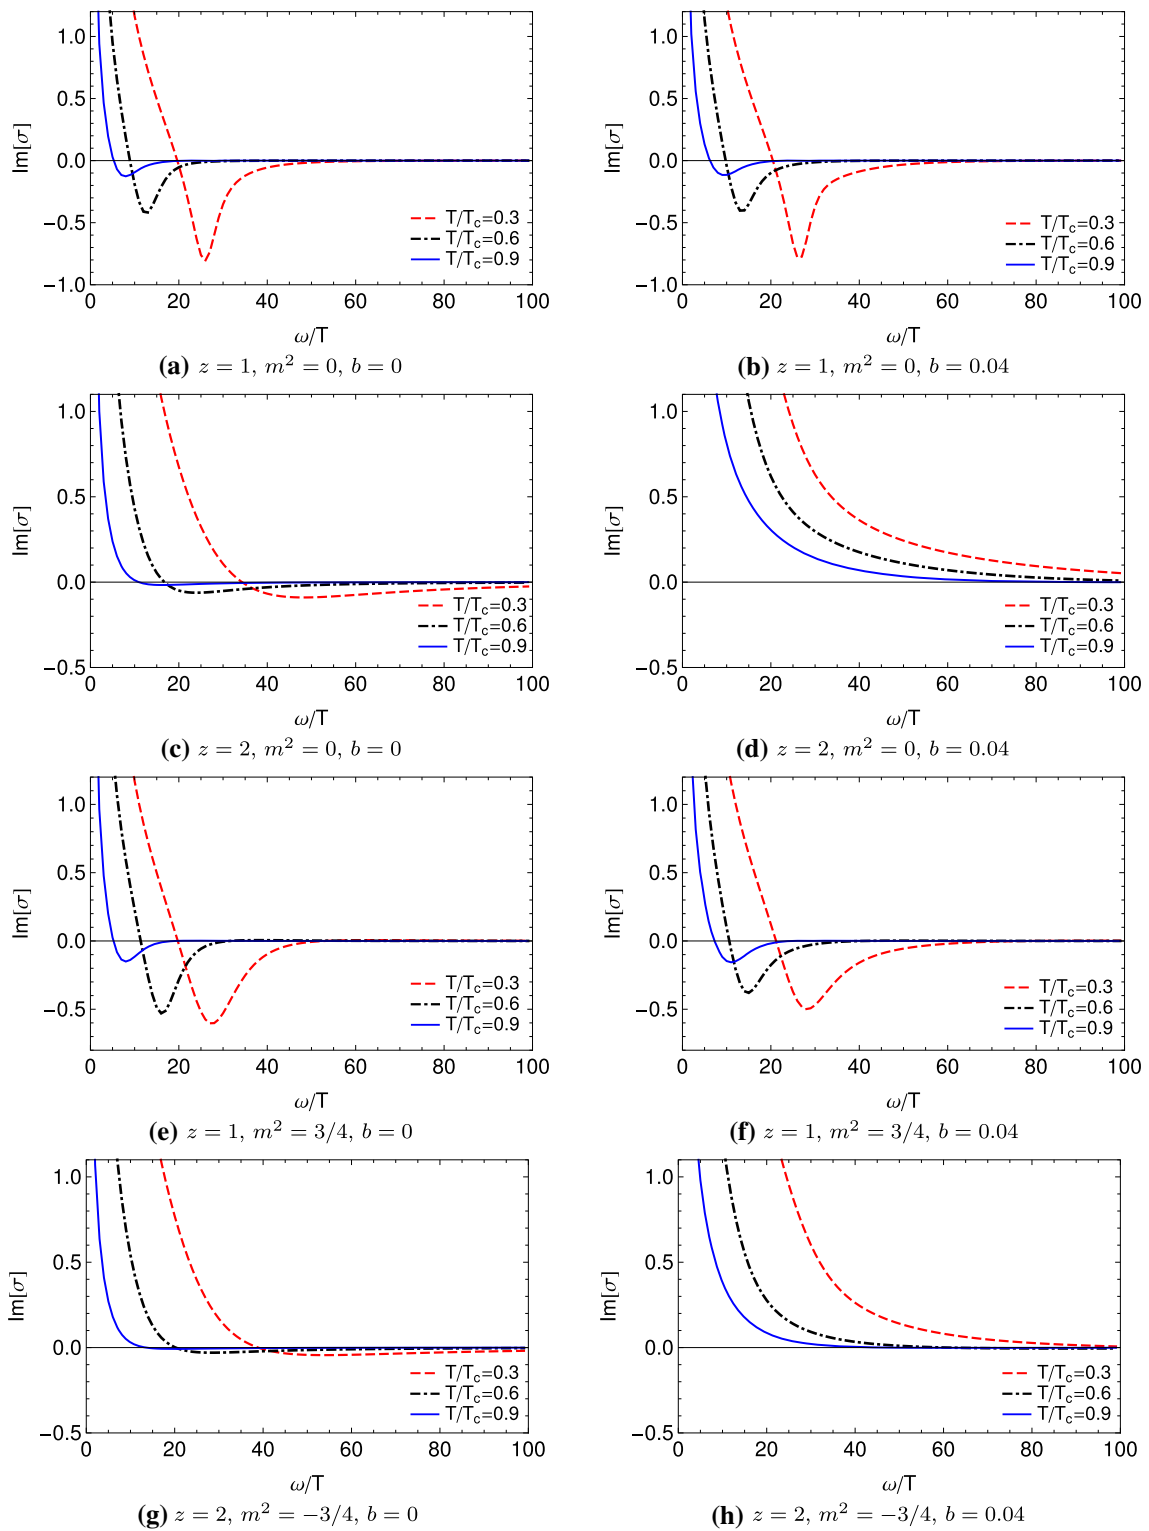 1.0
0.5
0.0
−0.5
−1.0
Im[σ]
0 20 40 60 80 100
ω/T
T/Tc=0.3
T/Tc=0.6
T/Tc=0.9
(a) z = 1, m² = 0, b = 0
1.0
0.5
0.0
−0.5
−1.0
Im[σ]
0 20 40 60 80 100
ω/T
T/Tc=0.3
T/Tc=0.6
T/Tc=0.9
(b) z = 1, m² = 0, b = 0.04
1.0
0.5
0.0
−0.5
Im[σ]
0 20 40 60 80 100
ω/T
T/Tc=0.3
T/Tc=0.6
T/Tc=0.9
(c) z = 2, m² = 0, b = 0
1.0
0.5
0.0
−0.5
Im[σ]
0 20 40 60 80 100
ω/T
T/Tc=0.3
T/Tc=0.6
T/Tc=0.9
(d) z = 2, m² = 0, b = 0.04
1.0
0.5
0.0
−0.5
Im[σ]
0 20 40 60 80 100
ω/T
T/Tc=0.3
T/Tc=0.6
T/Tc=0.9
(e) z = 1, m² = 3/4, b = 0
1.0
0.5
0.0
−0.5
Im[σ]
0 20 40 60 80 100
ω/T
T/Tc=0.3
T/Tc=0.6
T/Tc=0.9
(f) z = 1, m² = 3/4, b = 0.04
1.0
0.5
0.0
−0.5
Im[σ]
0 20 40 60 80 100
ω/T
T/Tc=0.3
T/Tc=0.6
T/Tc=0.9
(g) z = 2, m² = −3/4, b = 0
1.0
0.5
0.0
−0.5
Im[σ]
0 20 40 60 80 100
ω/T
T/Tc=0.3
T/Tc=0.6
T/Tc=0.9
(h) z = 2, m² = −3/4, b = 0.04